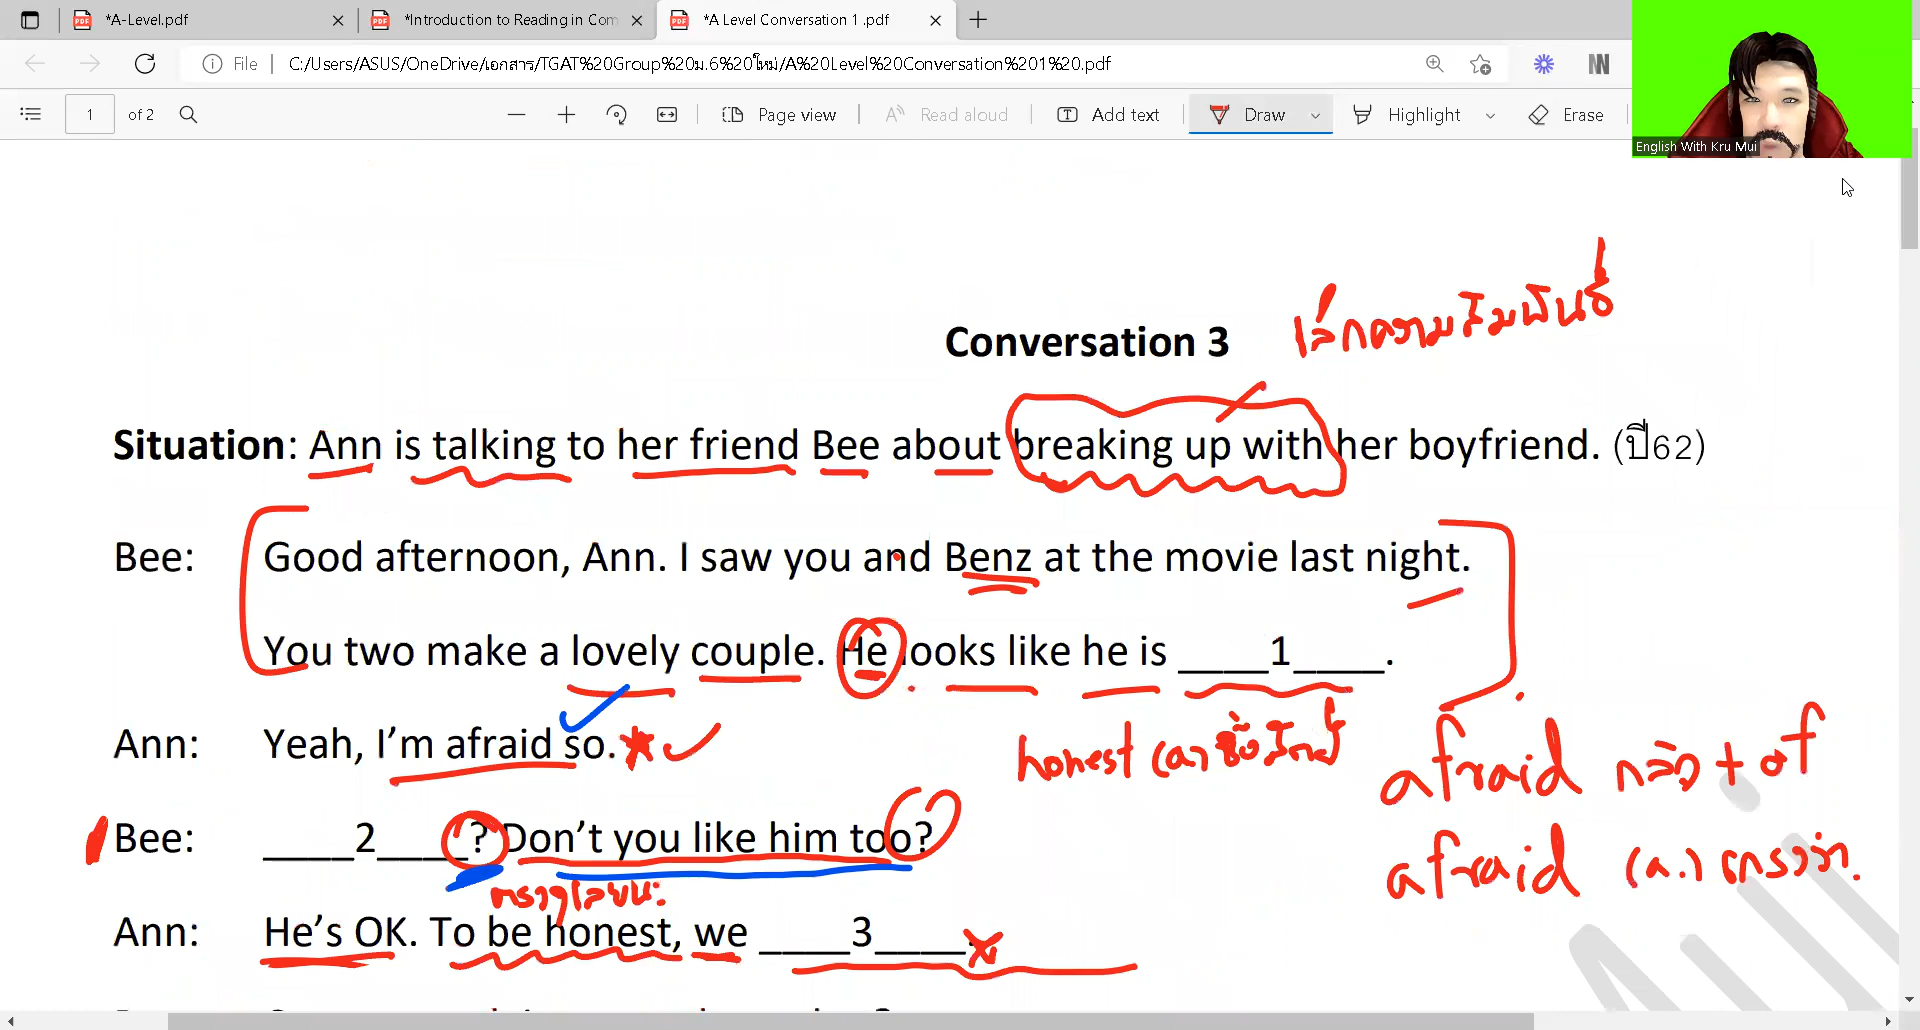 *A-Level.pdf
*Introduction to Reading in Com
*A Level Conversation 1 .pdf
File
C:/Users/ASUS/OneDrive/เอกสาร/TGAT%20Group%20ม.6%20ใหม่/A%20Level%20Conversation%201%20.pdf
1 of 2
Page view
Read aloud
Add text
Draw
Highlight
Erase
English With Kru Mui
Conversation 3
เลิกความสัมพันธ์
Situation: Ann is talking to her friend Bee about breaking up with her boyfriend. (ปี62)
Bee: Good afternoon, Ann. I saw you and Benz at the movie last night.
You two make a lovely couple. He looks like he is ____1____.
Ann: Yeah, I'm afraid so.
honest (a.) ซื่อสัตย์
afraid กลัว + of
Bee: ____2____? Don't you like him too?
afraid (a.) เกรงว่า
Ann: He's OK. To be honest, we ____3____.